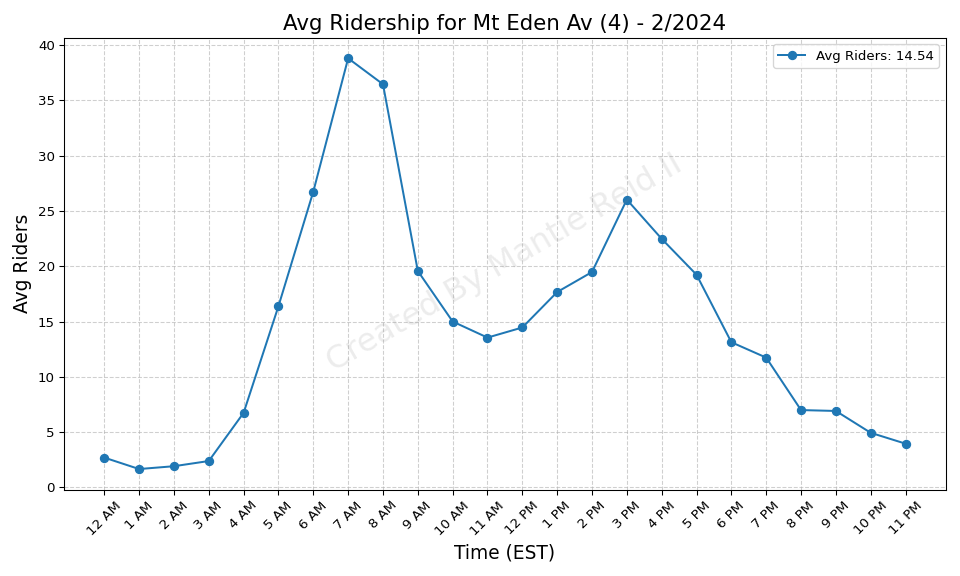 Avg Ridership for Mt Eden Av (4) - 2/2024
Avg Riders: 14.54
Avg Riders
40
35
30
25
20
15
10
5
0
Created By Mantie Reid II
12 AM
1 AM
2 AM
3 AM
4 AM
5 AM
6 AM
7 AM
8 AM
9 AM
10 AM
11 AM
12 PM
1 PM
2 PM
3 PM
4 PM
5 PM
6 PM
7 PM
8 PM
9 PM
10 PM
11 PM
Time (EST)